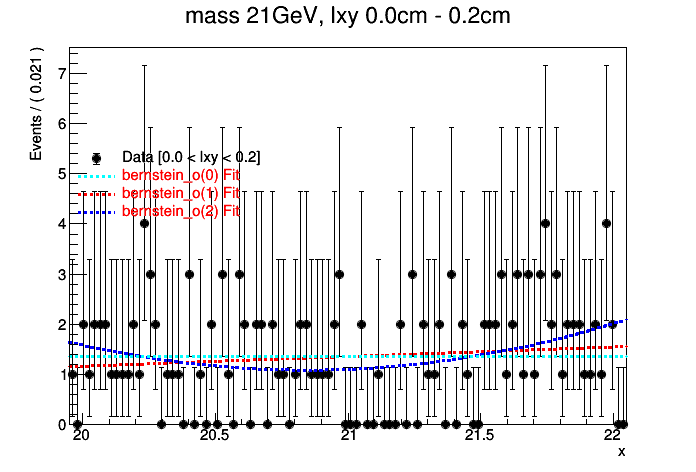 mass 21GeV, lxy 0.0cm - 0.2cm
Events / ( 0.021 )
7
6
5
4
3
2
1
0
Data [0.0 < lxy < 0.2]
bernstein_o(0) Fit
bernstein_o(1) Fit
bernstein_o(2) Fit
20 20.5 21 21.5 22
x